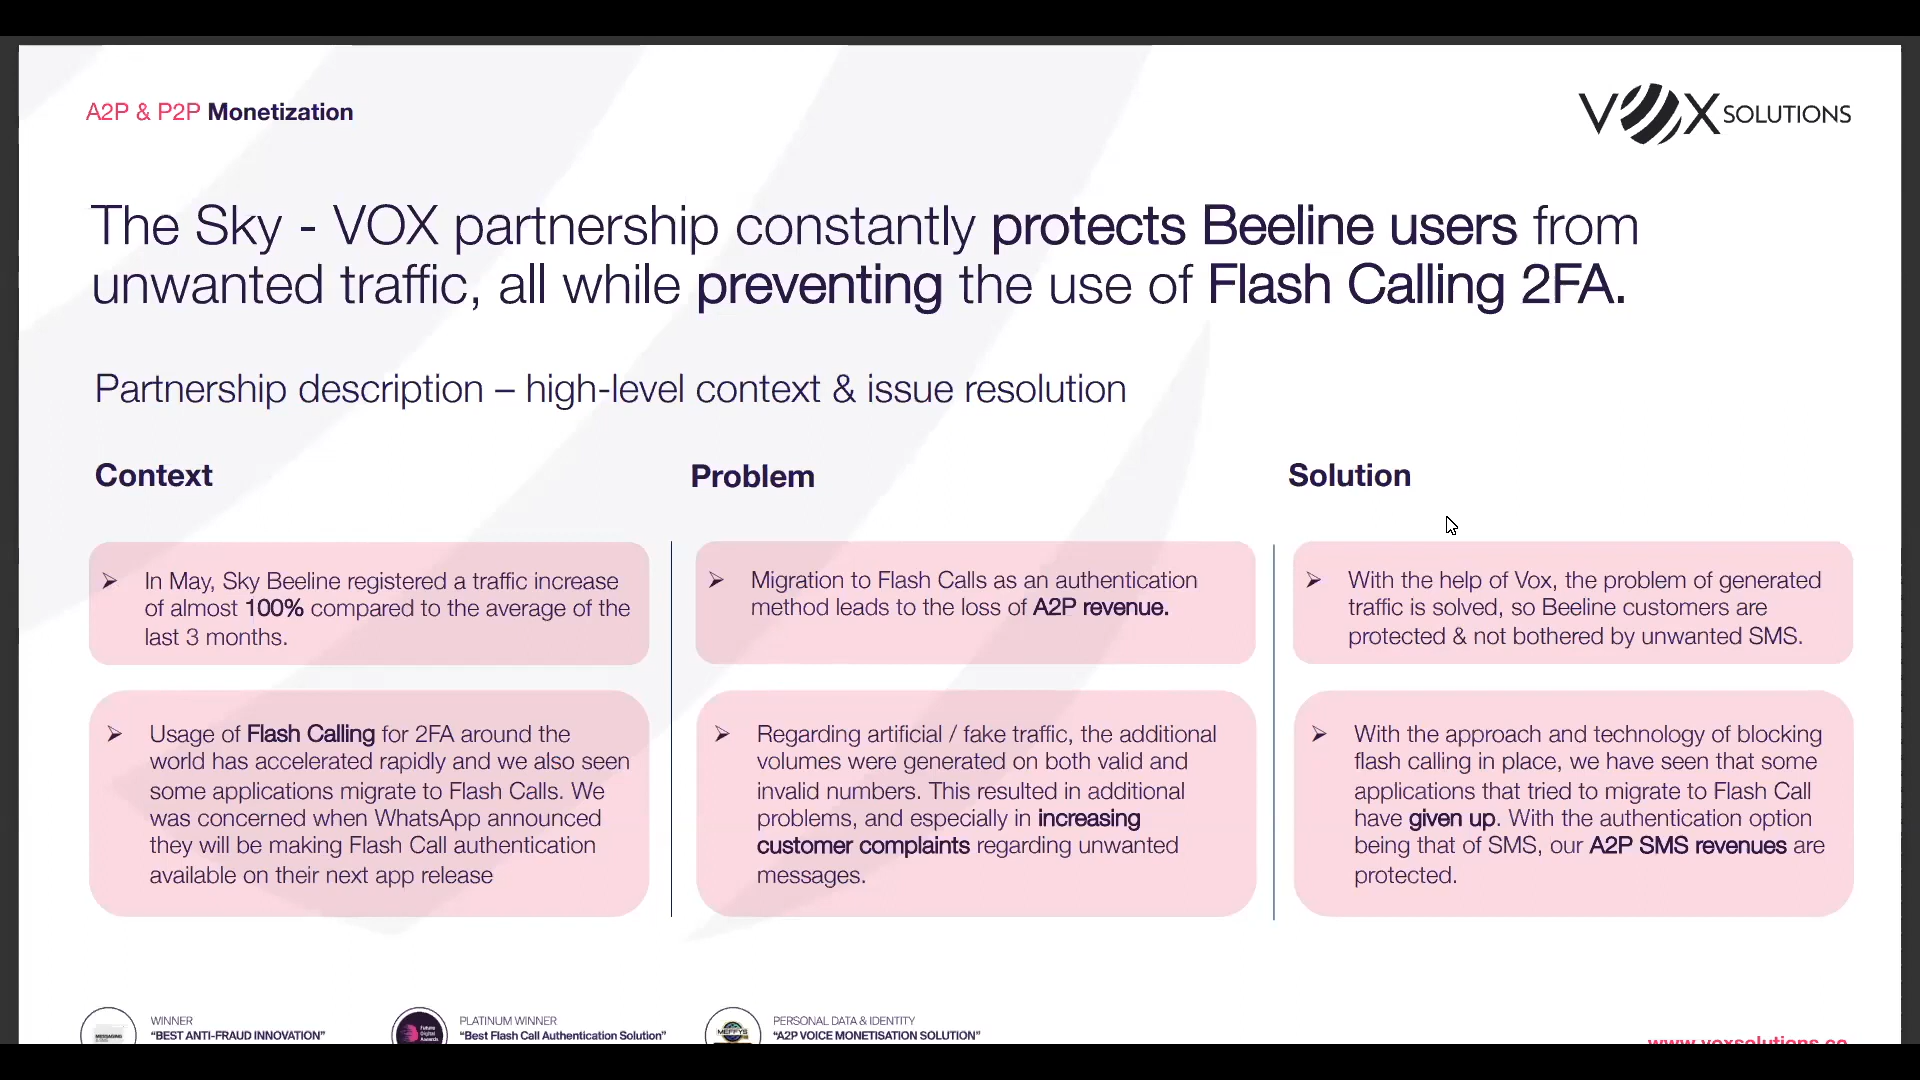 A2P & P2P Monetization
VOX SOLUTIONS
The Sky - VOX partnership constantly protects Beeline users from
unwanted traffic, all while preventing the use of Flash Calling 2FA.
Partnership description – high-level context & issue resolution
Context
➢ In May, Sky Beeline registered a traffic increase
of almost 100% compared to the average of the
last 3 months.
➢ Usage of Flash Calling for 2FA around the
world has accelerated rapidly and we also seen
some applications migrate to Flash Calls. We
was concerned when WhatsApp announced
they will be making Flash Call authentication
available on their next app release
Problem
➢ Migration to Flash Calls as an authentication
method leads to the loss of A2P revenue.
➢ Regarding artificial / fake traffic, the additional
volumes were generated on both valid and
invalid numbers. This resulted in additional
problems, and especially in increasing
customer complaints regarding unwanted
messages.
Solution
➢ With the help of Vox, the problem of generated
traffic is solved, so Beeline customers are
protected & not bothered by unwanted SMS.
➢ With the approach and technology of blocking
flash calling in place, we have seen that some
applications that tried to migrate to Flash Call
have given up. With the authentication option
being that of SMS, our A2P SMS revenues are
protected.
WINNER
“BEST ANTI-FRAUD INNOVATION”
Future
Digital
Awards
PLATINUM WINNER
“Best Flash Call Authentication Solution”
MEFFYS
PERSONAL DATA & IDENTITY
“A2P VOICE MONETISATION SOLUTION”
www.voxsolutions.co